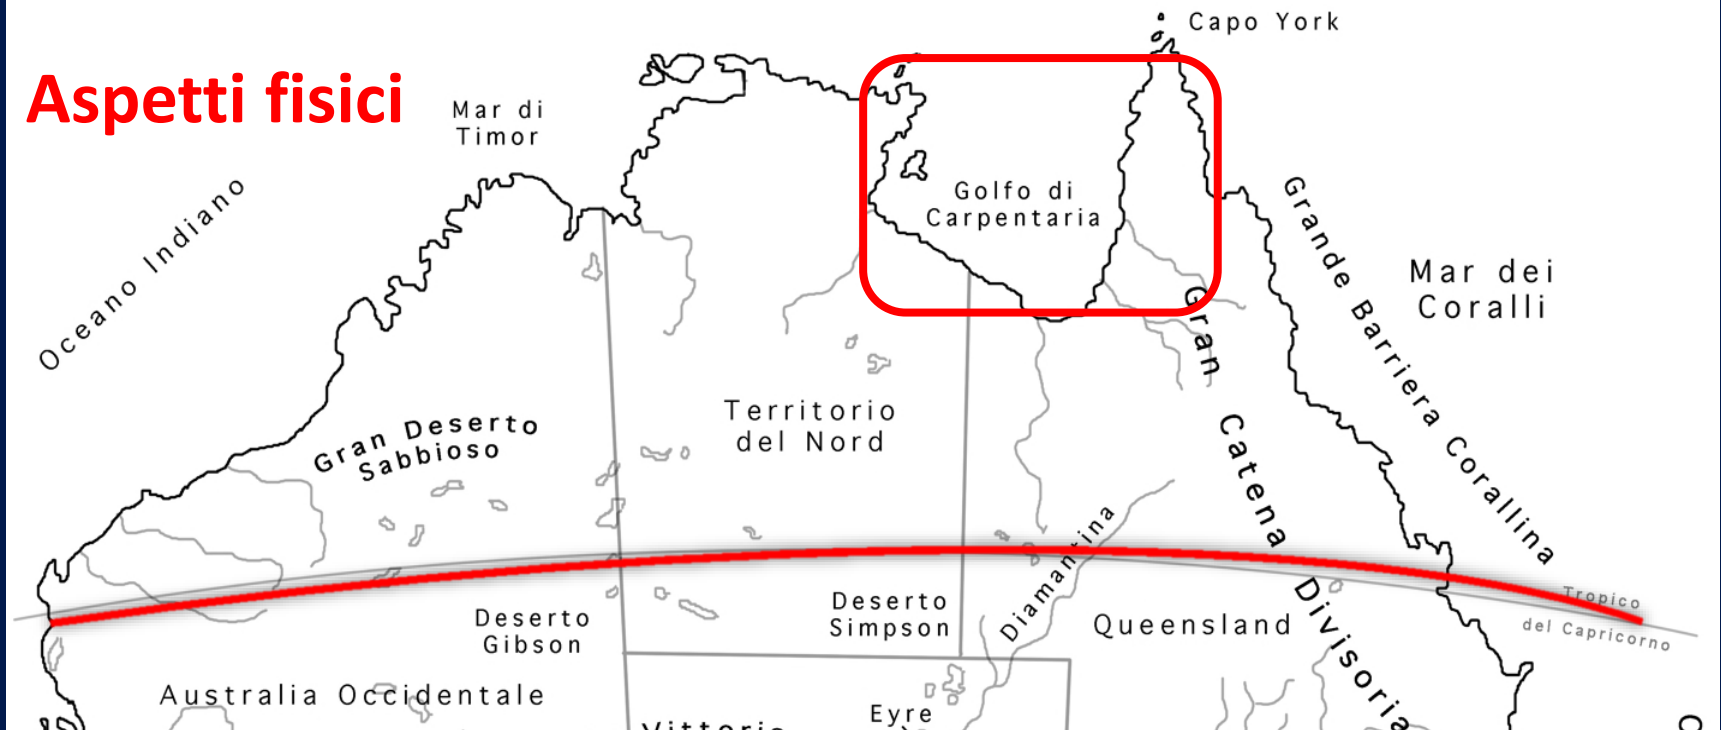 Capo York
Aspetti fisici
Mar di
Timor
Oceano Indiano
Golfo di
Carpentaria
Grande Barriera Corallina
Mar dei
Coralli
Gran Catena Divisoria
Gran Deserto
Sabbioso
Territorio
del Nord
Diamantina
Deserto
Gibson
Deserto
Simpson
Queensland
Tropico
del Capricorno
Australia Occidentale
Eyre